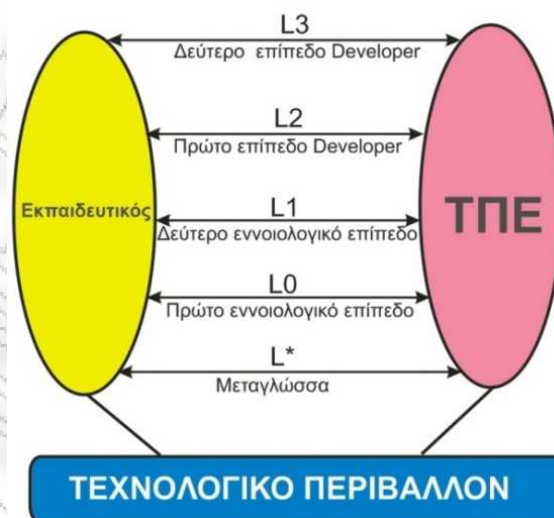 L3
Δεύτερο επίπεδο Developer
L2
Πρώτο επίπεδο Developer
Εκπαιδευτικός
L1
ΤΠΕ
Δεύτερο εννοιολογικό επίπεδο
L0
Πρώτο εννοιολογικό επίπεδο
L*
Μεταγλώσσα
ΤΕΧΝΟΛΟΓΙΚΟ ΠΕΡΙΒΑΛΛΟΝ